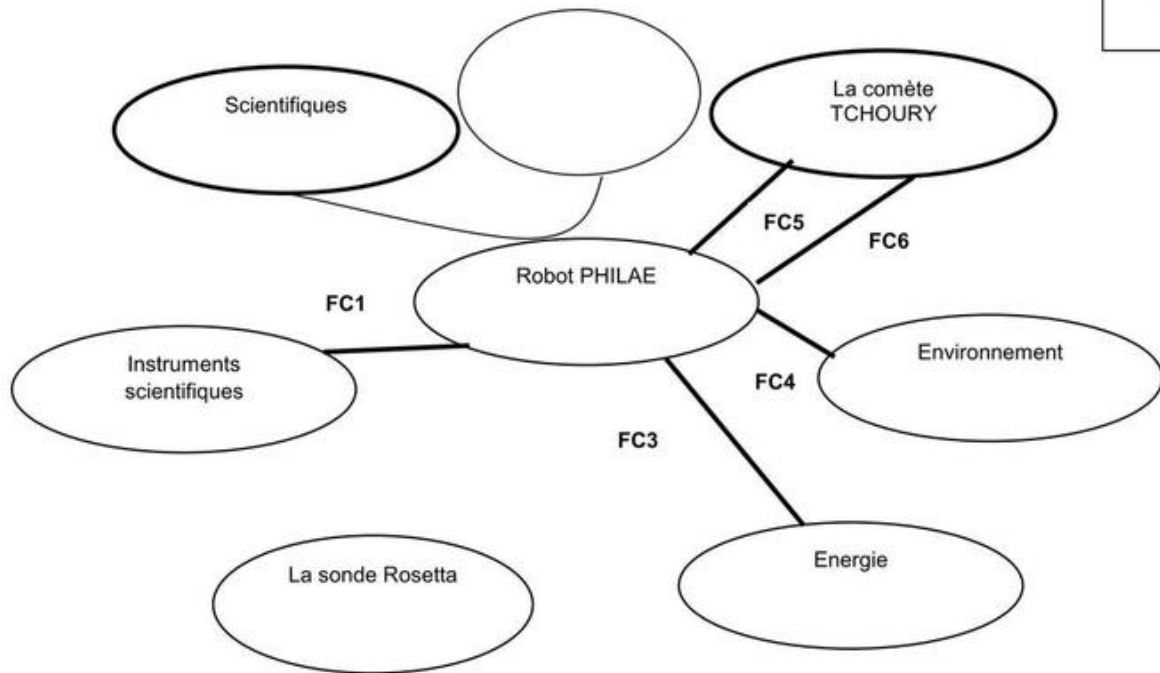 Scientifiques
La comète
TCHOURY
FC5
FC6
Robot PHILAE
FC1
Instruments
scientifiques
Environnement
FC4
FC3
La sonde Rosetta
Energie